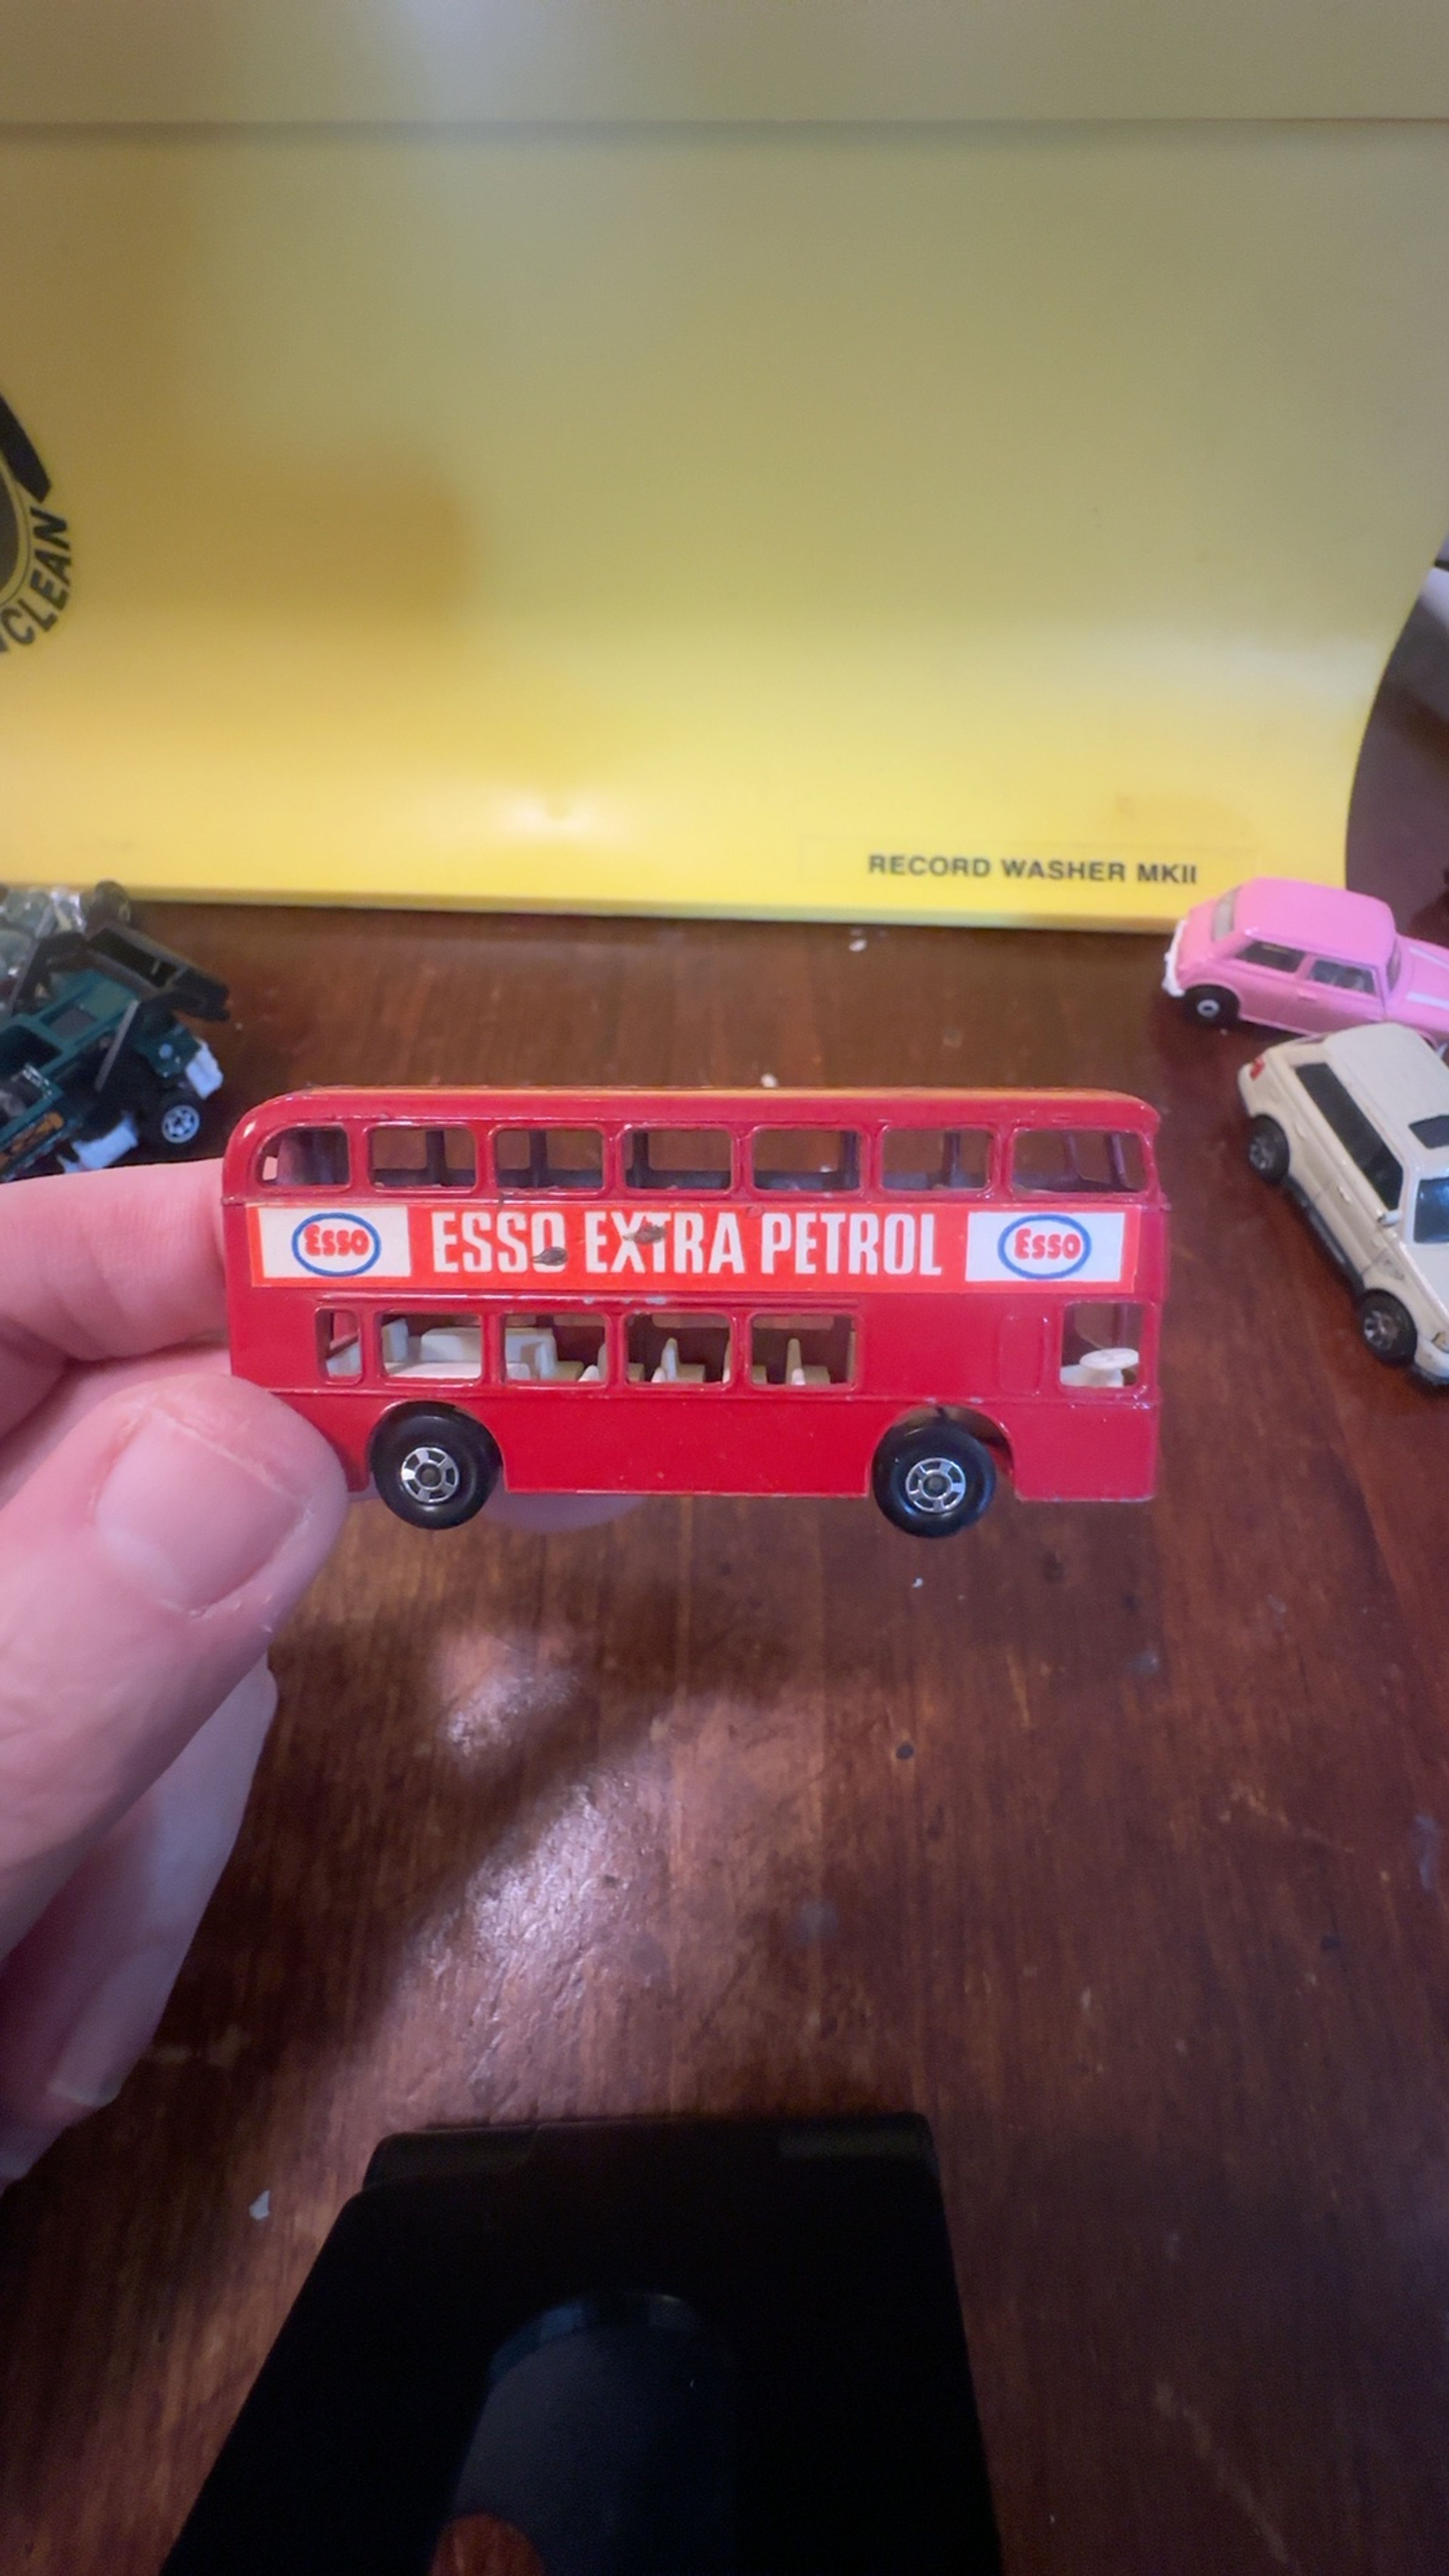 CLEAN
RECORD WASHER MKII
Esso ESSO EXTRA PETROL Esso